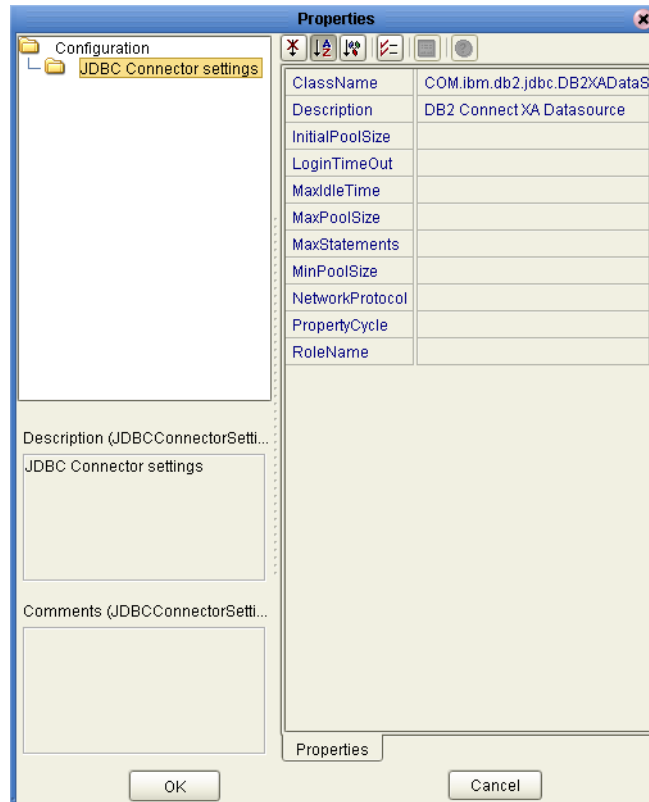 Properties
Configuration
JDBC Connector settings
ClassName COM.ibm.db2.jdbc.DB2XADataS
Description DB2 Connect XA Datasource
InitialPoolSize
LoginTimeOut
MaxIdleTime
MaxPoolSize
MaxStatements
MinPoolSize
NetworkProtocol
PropertyCycle
RoleName
Description (JDBCConnectorSetti...
JDBC Connector settings
Comments (JDBCConnectorSetti...
Properties
OK Cancel